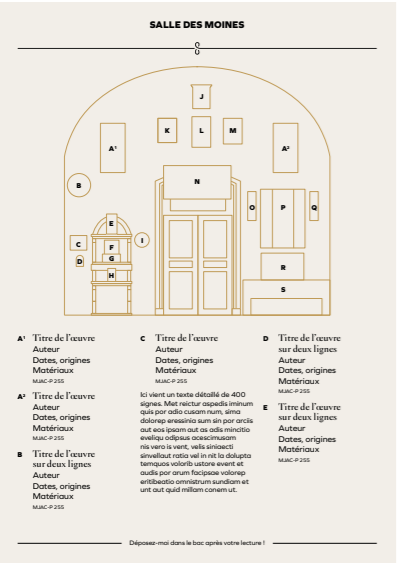 SALLE DES MOINES
J
K
L
M
A¹
A²
B
N
O
P
Q
E
C
F
I
G
D
H
R
S
A¹ Titre de l'œuvre
Auteur
Dates, origines
Matériaux
MJAC-P 255
A² Titre de l'œuvre
Auteur
Dates, origines
Matériaux
MJAC-P 255
B Titre de l'œuvre
sur deux lignes
Auteur
Dates, origines
Matériaux
MJAC-P 255
C Titre de l'œuvre
Auteur
Dates, origines
Matériaux
MJAC-P 255
Ici vient un texte détaillé de 400
signes. Met reictur aspedis iminum
quis por adio cusam num, sima
dolorep eressinia sum sin por arciis
aut eos ipsam aut as adis mincitio
eveliqu odipsus acescimusam
nis vero is vent, velis siniaecti
sinvellaut ratia vel in nit la dolupta
temquos volorib ustore event et
audis por arum facipsae volorep
eritibeatio omnistrum sundiam et
unt aut quid millam conem ut.
D Titre de l'œuvre
sur deux lignes
Auteur
Dates, origines
Matériaux
MJAC-P 255
E Titre de l'œuvre
sur deux lignes
Auteur
Dates, origines
Matériaux
MJAC-P 255
Déposez-moi dans le bac après votre lecture !